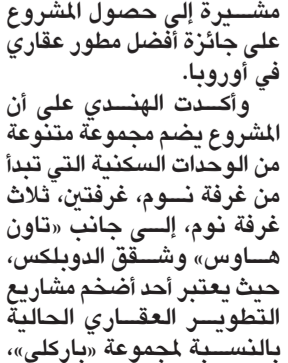 مشيرة إلى حصول المشروع
على جائزة أفضل مطور عقاري
في أوروبا.
وأكدت الهندي على أن
المشروع يضم مجموعة متنوعة
من الوحدات السكنية التي تبدأ
من غرفة نوم، غرفتين، ثلاث
غرفة نوم، إلى جانب «تاون
هاوس» وشقق الدوبلكس،
حيث يعتبر أحد أضخم مشاريع
التطوير العقاري الحالية
بالنسبة لمجموعة «باركلي»،